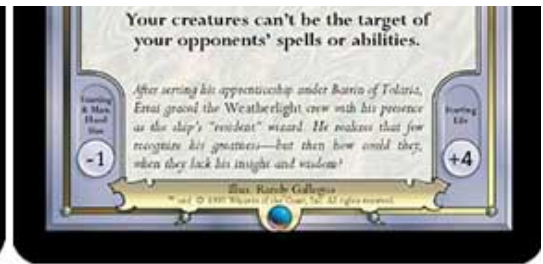 Your creatures can't be the target of
your opponents' spells or abilities.
After serving his apprenticeship under Barrin of Tolaria,
Ertai graced the Weatherlight crew with his presence
as the ship's "resident" wizard. He realizes that few
recognize his greatness—but then how could they,
when they lack his insight and wisdom?
Starting
& Max.
Hand
Size
-1
Starting
Life
+4
Illus. Randy Gallegos
™ and © 1997 Wizards of the Coast, Inc. All rights reserved.